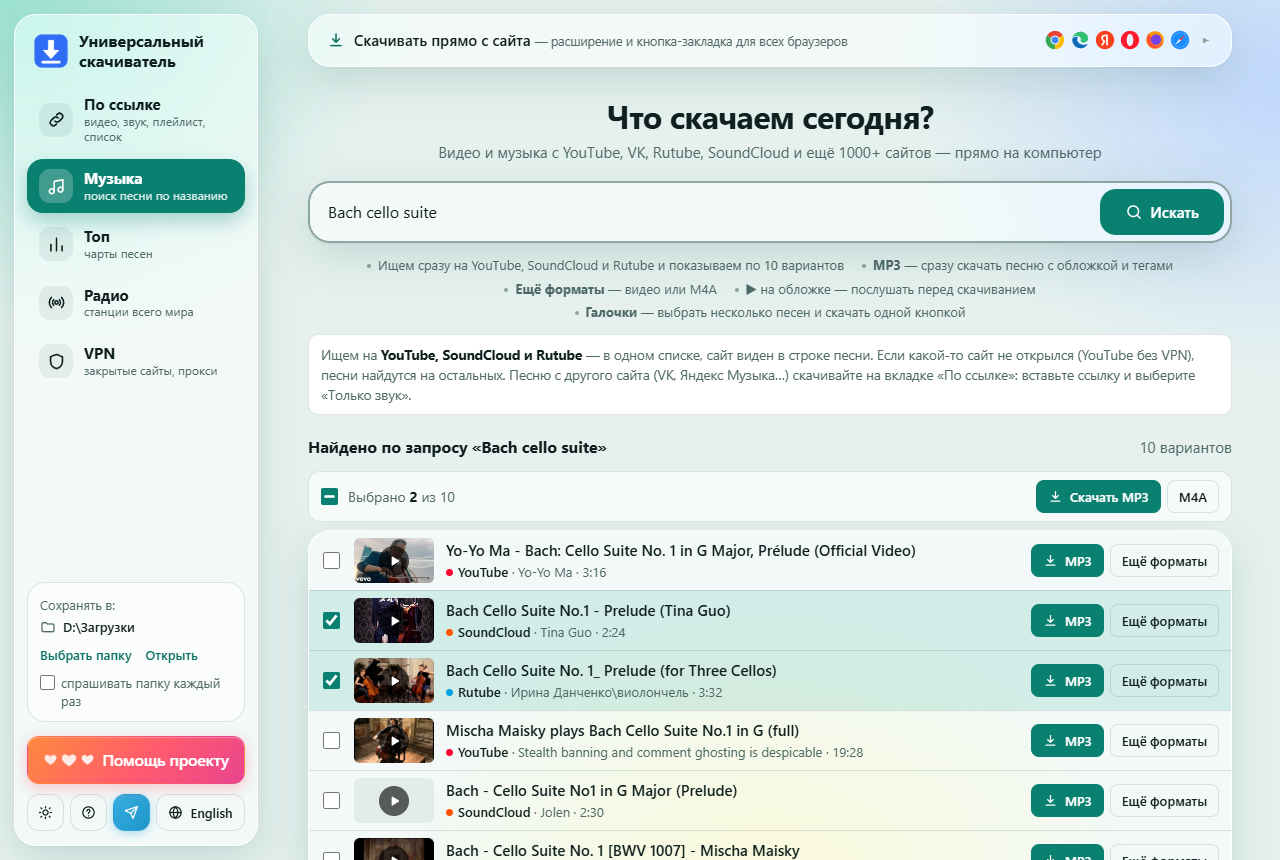 Универсальный
скачиватель
По ссылке
видео, звук, плейлист,
список
Музыка
поиск песни по названию
Топ
чарты песен
Радио
станции всего мира
VPN
закрытые сайты, прокси
Сохранять в:
D:\Загрузки
Выбрать папку Открыть
спрашивать папку каждый
раз
Помощь проекту
English
Скачивать прямо с сайта — расширение и кнопка-закладка для всех браузеров
Что скачаем сегодня?
Видео и музыка с YouTube, VK, Rutube, SoundCloud и ещё 1000+ сайтов — прямо на компьютер
Bach cello suite
Искать
• Ищем сразу на YouTube, SoundCloud и Rutube и показываем по 10 вариантов • MP3 — сразу скачать песню с обложкой и тегами
• Ещё форматы — видео или M4A • ▶ на обложке — послушать перед скачиванием
• Галочки — выбрать несколько песен и скачать одной кнопкой
Ищем на YouTube, SoundCloud и Rutube — в одном списке, сайт виден в строке песни. Если какой-то сайт не открылся (YouTube без VPN),
песни найдутся на остальных. Песню с другого сайта (VK, Яндекс Музыка...) скачивайте на вкладке «По ссылке»: вставьте ссылку и выберите
«Только звук».
Найдено по запросу «Bach cello suite» 10 вариантов
Выбрано 2 из 10 Скачать MP3 M4A
Yo-Yo Ma - Bach: Cello Suite No. 1 in G Major, Prélude (Official Video)
YouTube · Yo-Yo Ma · 3:16
MP3 Ещё форматы
vevo
Bach Cello Suite No.1 - Prelude (Tina Guo)
SoundCloud · Tina Guo · 2:24
MP3 Ещё форматы
Bach Cello Suite No. 1_ Prelude (for Three Cellos)
Rutube · Ирина Данченко\виолончель · 3:32
MP3 Ещё форматы
Mischa Maisky plays Bach Cello Suite No.1 in G (full)
YouTube · Stealth banning and comment ghosting is despicable · 19:28
MP3 Ещё форматы
Bach - Cello Suite No1 in G Major (Prelude)
SoundCloud · Jolen · 2:30
MP3 Ещё форматы
Bach - Cello Suite No. 1 [BWV 1007] - Mischa Maisky
MP3 Ещё форматы